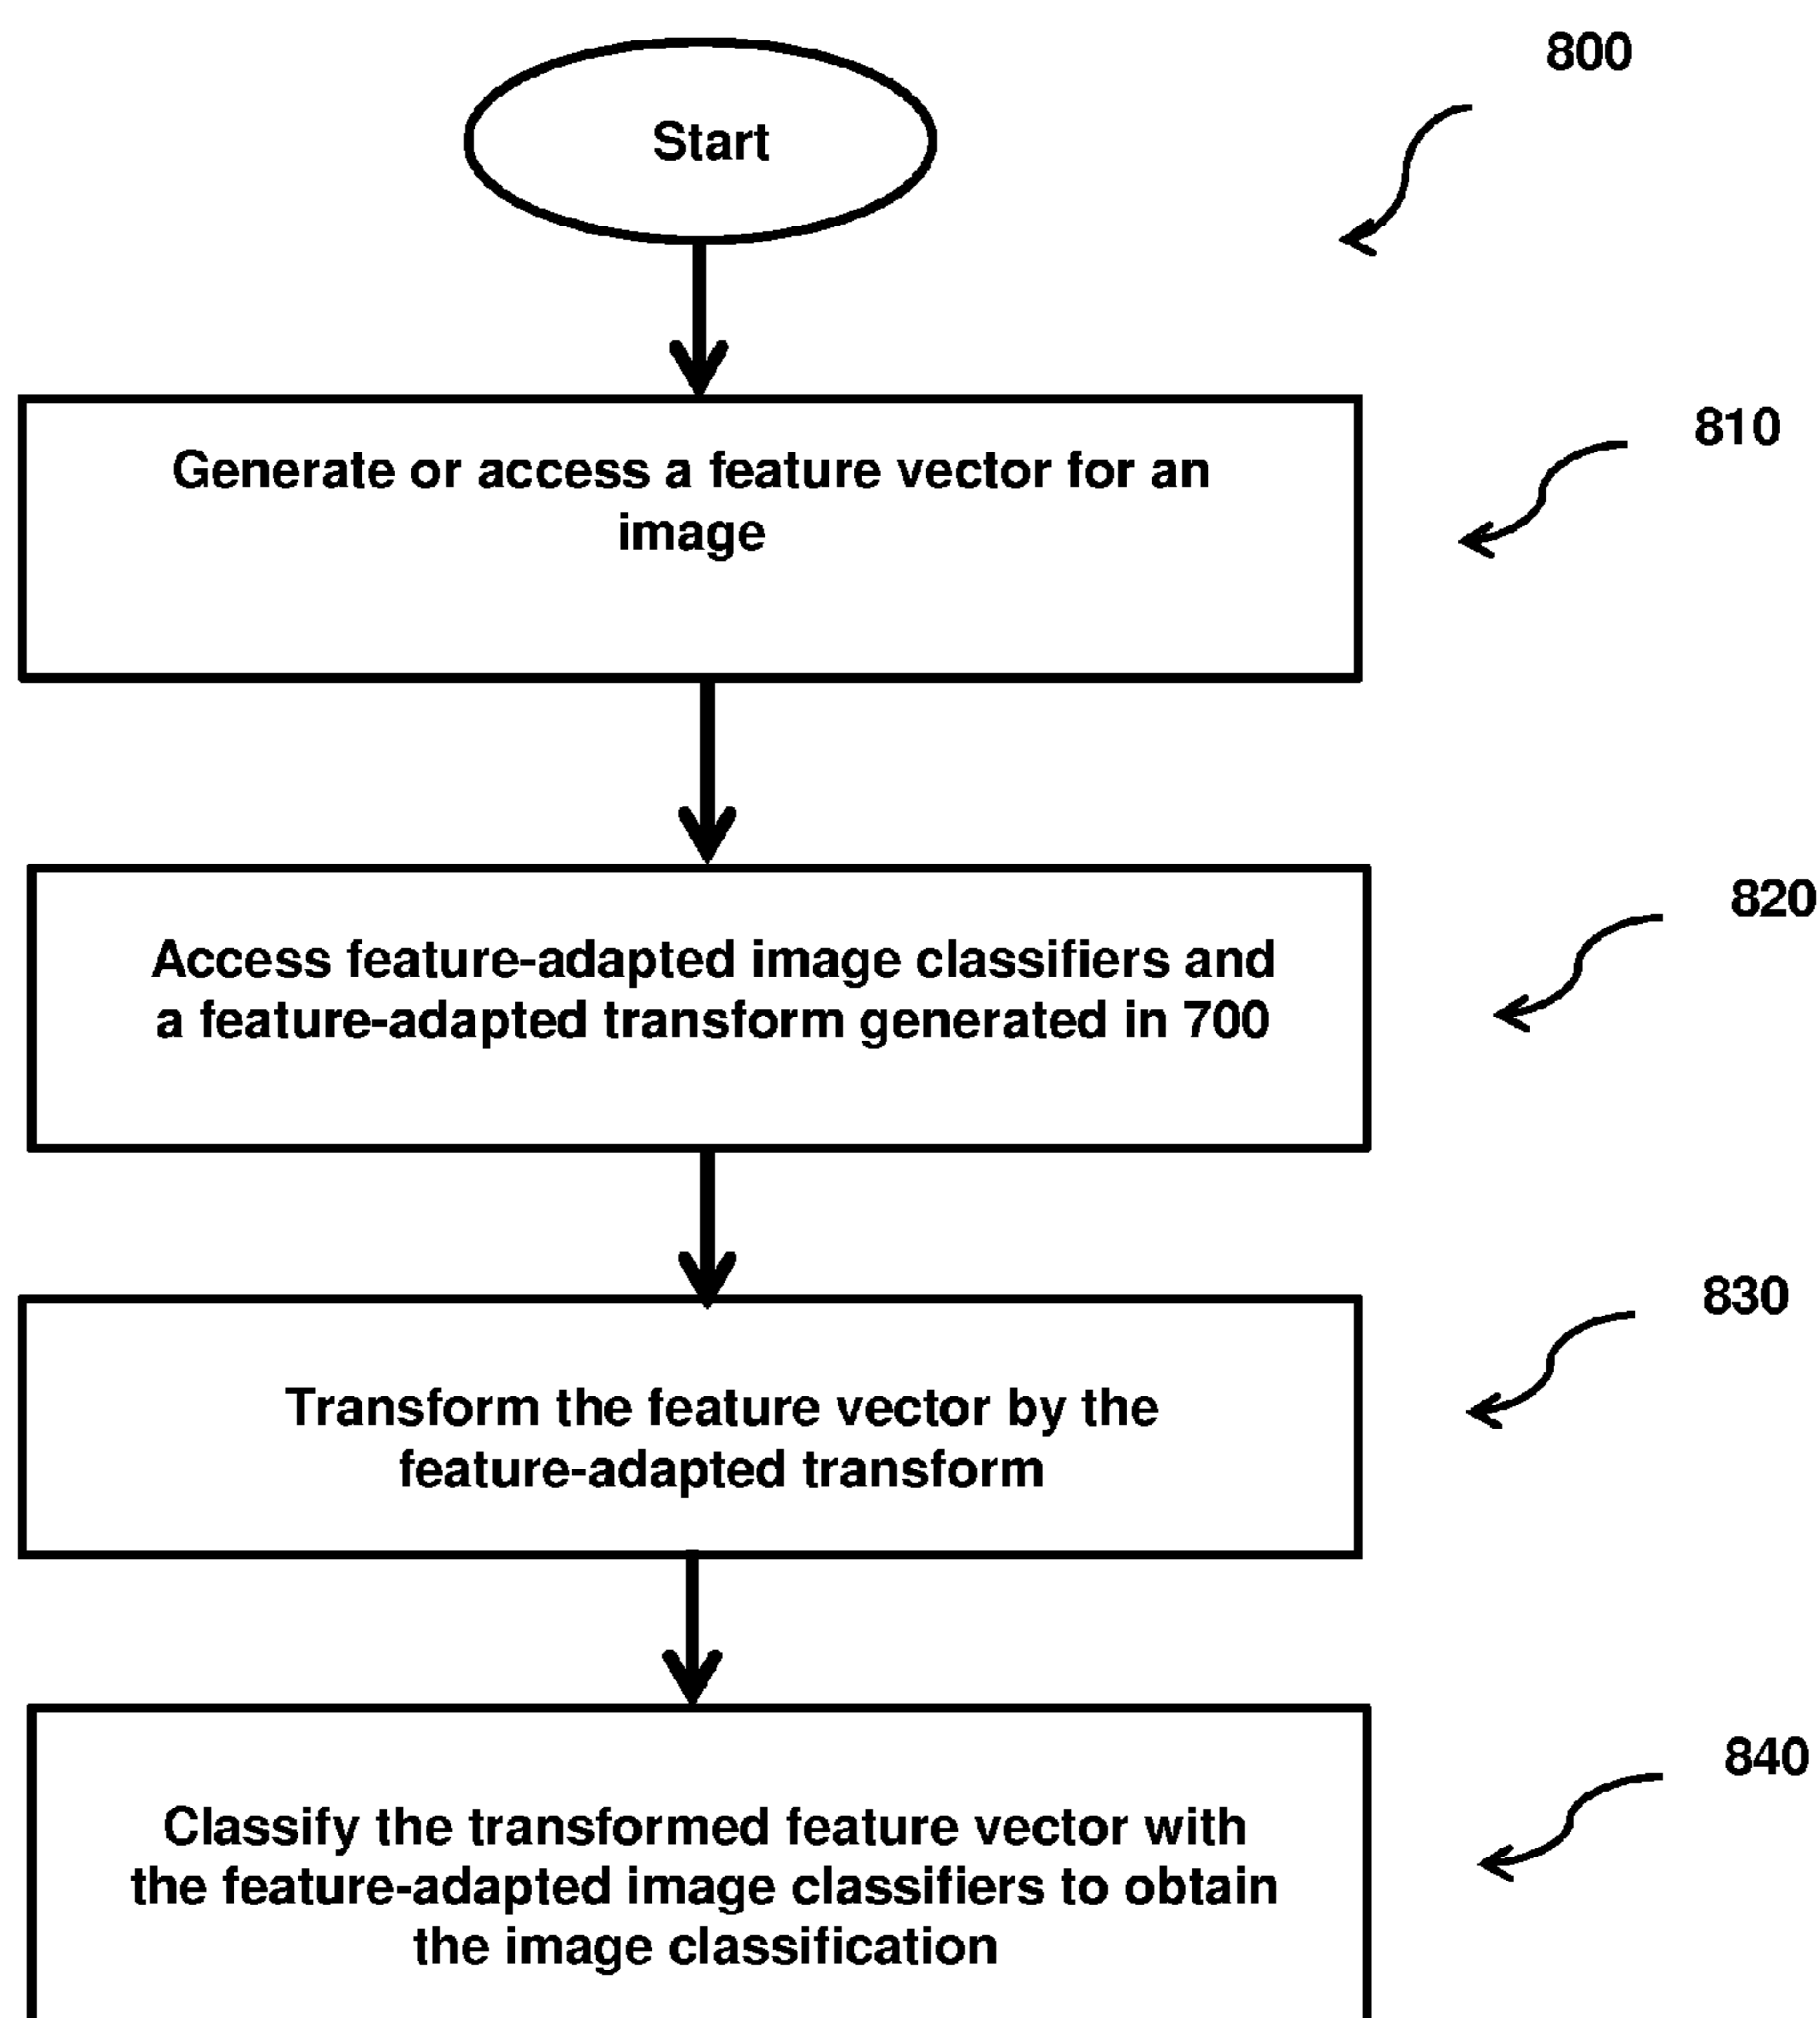 800
Start
810
Generate or access a feature vector for an
image
820
Access feature-adapted image classifiers and
a feature-adapted transform generated in 700
830
Transform the feature vector by the
feature-adapted transform
840
Classify the transformed feature vector with
the feature-adapted image classifiers to obtain
the image classification